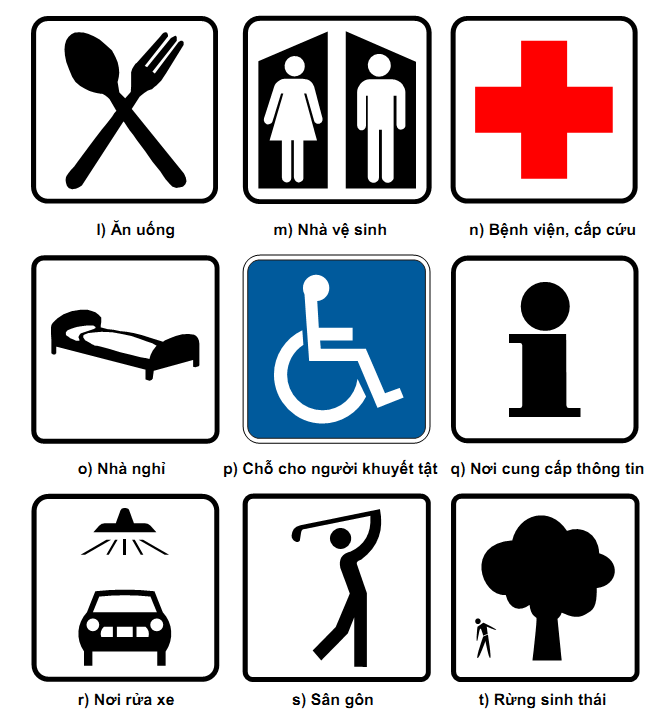 l) Ăn uống
m) Nhà vệ sinh
n) Bệnh viện, cấp cứu
o) Nhà nghỉ
p) Chỗ cho người khuyết tật
q) Nơi cung cấp thông tin
r) Nơi rửa xe
s) Sân gôn
t) Rừng sinh thái